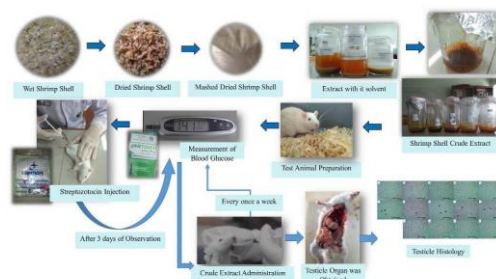 Wet Shrimp Shell
Dried Shrimp Shell
Mashed Dried Shrimp Shell
Extract with it solvent
Shrimp Shell Crude Extract
Test Animal Preparation
Measurement of
Blood Glucose
Streptozotocin Injection
After 3 days of Observation
Every once a week
Crude Extract Administration
Testicle Organ was
Testicle Histology